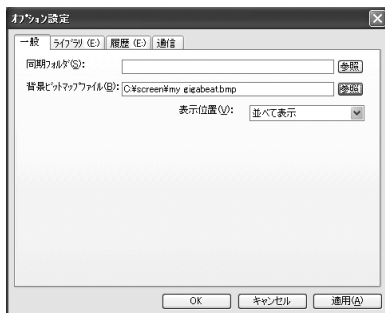 オプション設定
一般 ライブラリ(E) 履歴(E) 通信
同期フォルダ(S): 参照
背景ビットマップファイル(B): C:¥screen¥my gigabeat.bmp 参照
表示位置(V): 並べて表示
OK キャンセル 適用(A)